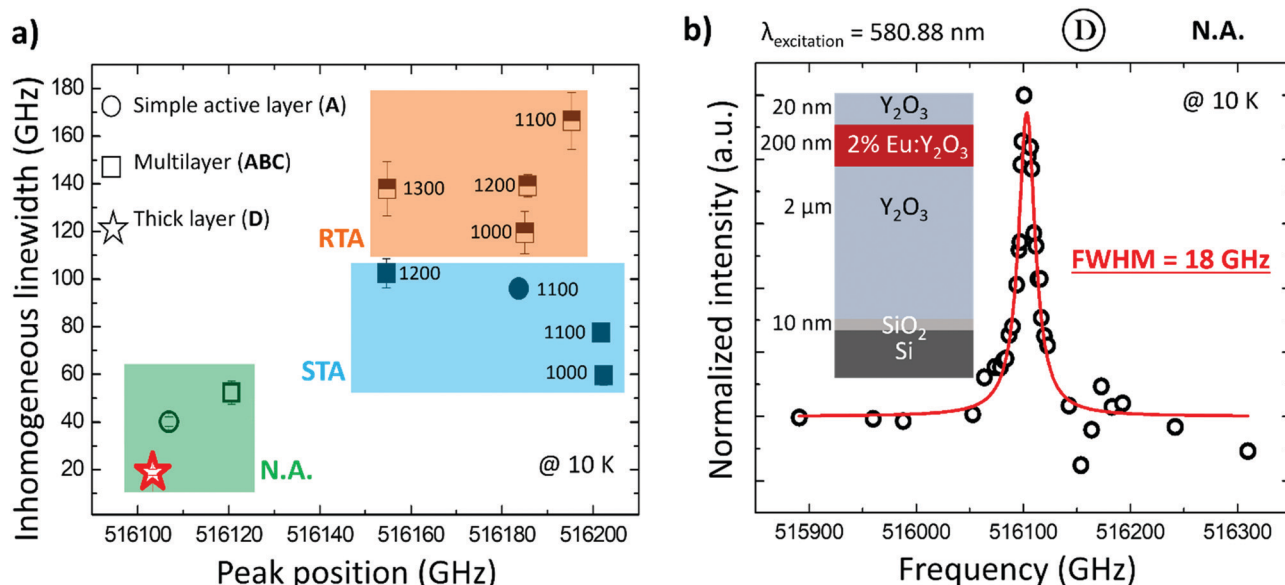 a)
Inhomogeneous linewidth (GHz)
180
160
140
120
100
80
60
40
20
Simple active layer (A)
Multilayer (ABC)
Thick layer (D)
1100
1300
1200
1000
RTA
1200
1100
1100
1000
STA
N.A.
@ 10 K
516100 516120 516140 516160 516180 516200
Peak position (GHz)
b)
λexcitation = 580.88 nm
D
N.A.
@ 10 K
Normalized intensity (a.u.)
20 nm
Y₂O₃
200 nm
2% Eu:Y₂O₃
2 µm
Y₂O₃
FWHM = 18 GHz
10 nm
SiO₂
Si
515900 516000 516100 516200 516300
Frequency (GHz)